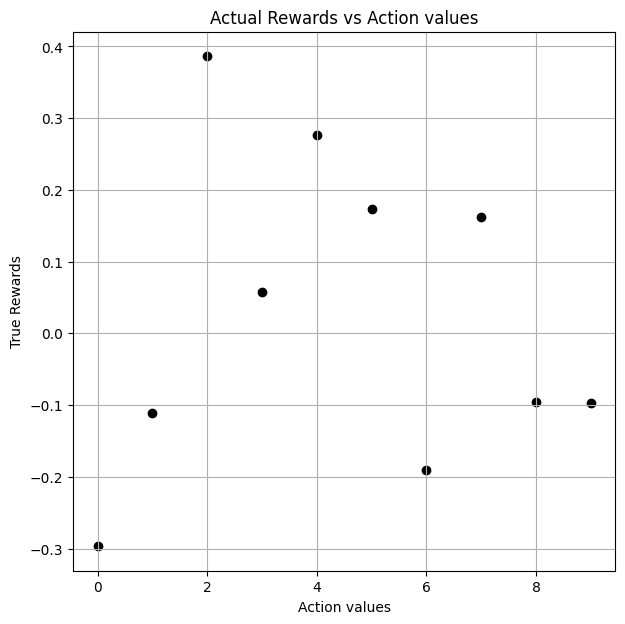 Actual Rewards vs Action values
0.4
0.3
0.2
0.1
0.0
−0.1
−0.2
−0.3
True Rewards
0 2 4 6 8
Action values